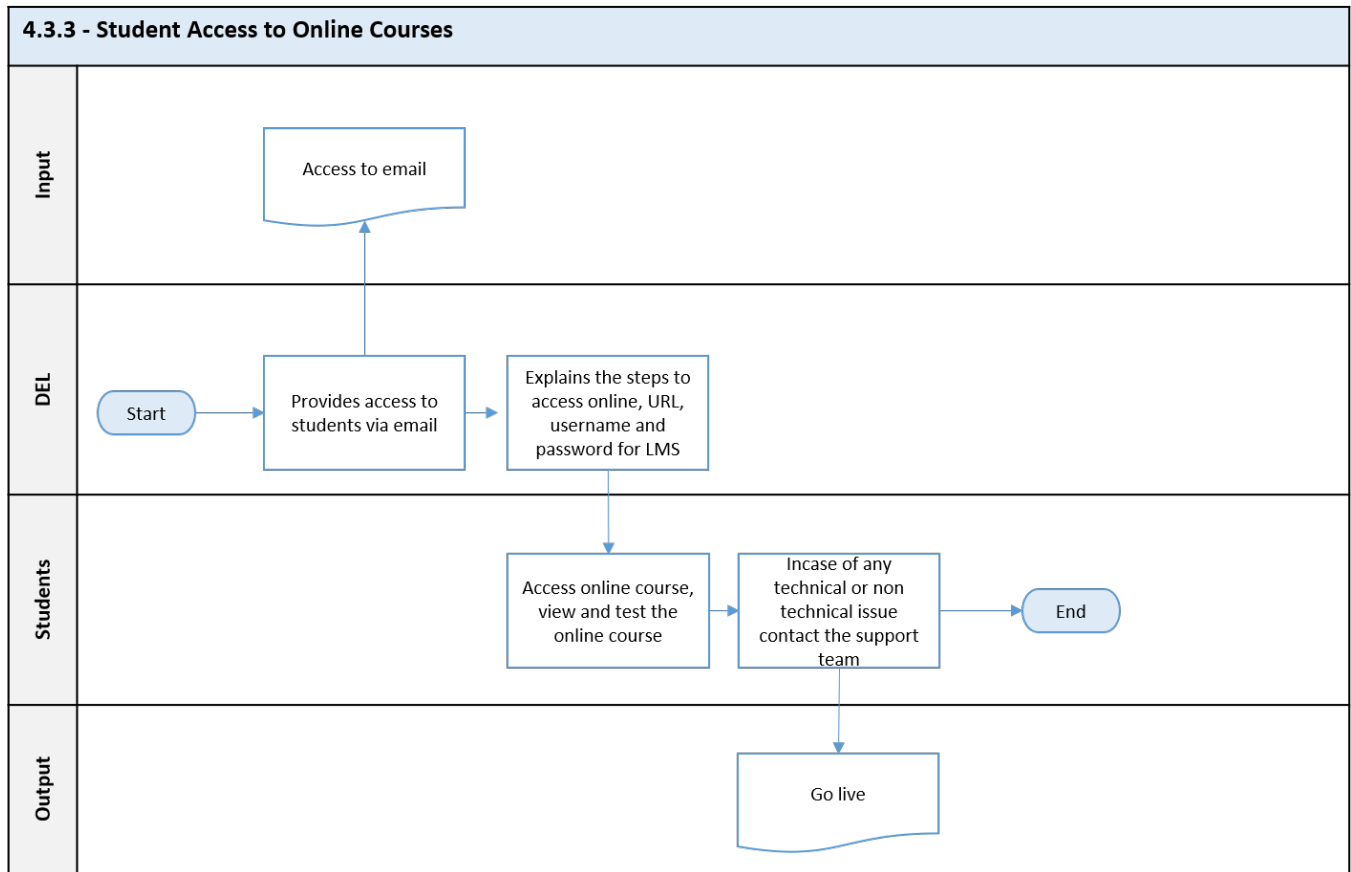 4.3.3 - Student Access to Online Courses
Input
Access to email
DEL
Start
Provides access to
students via email
Explains the steps to
access online, URL,
username and
password for LMS
Students
Access online course,
view and test the
online course
Incase of any
technical or non
technical issue
contact the support
team
End
Output
Go live